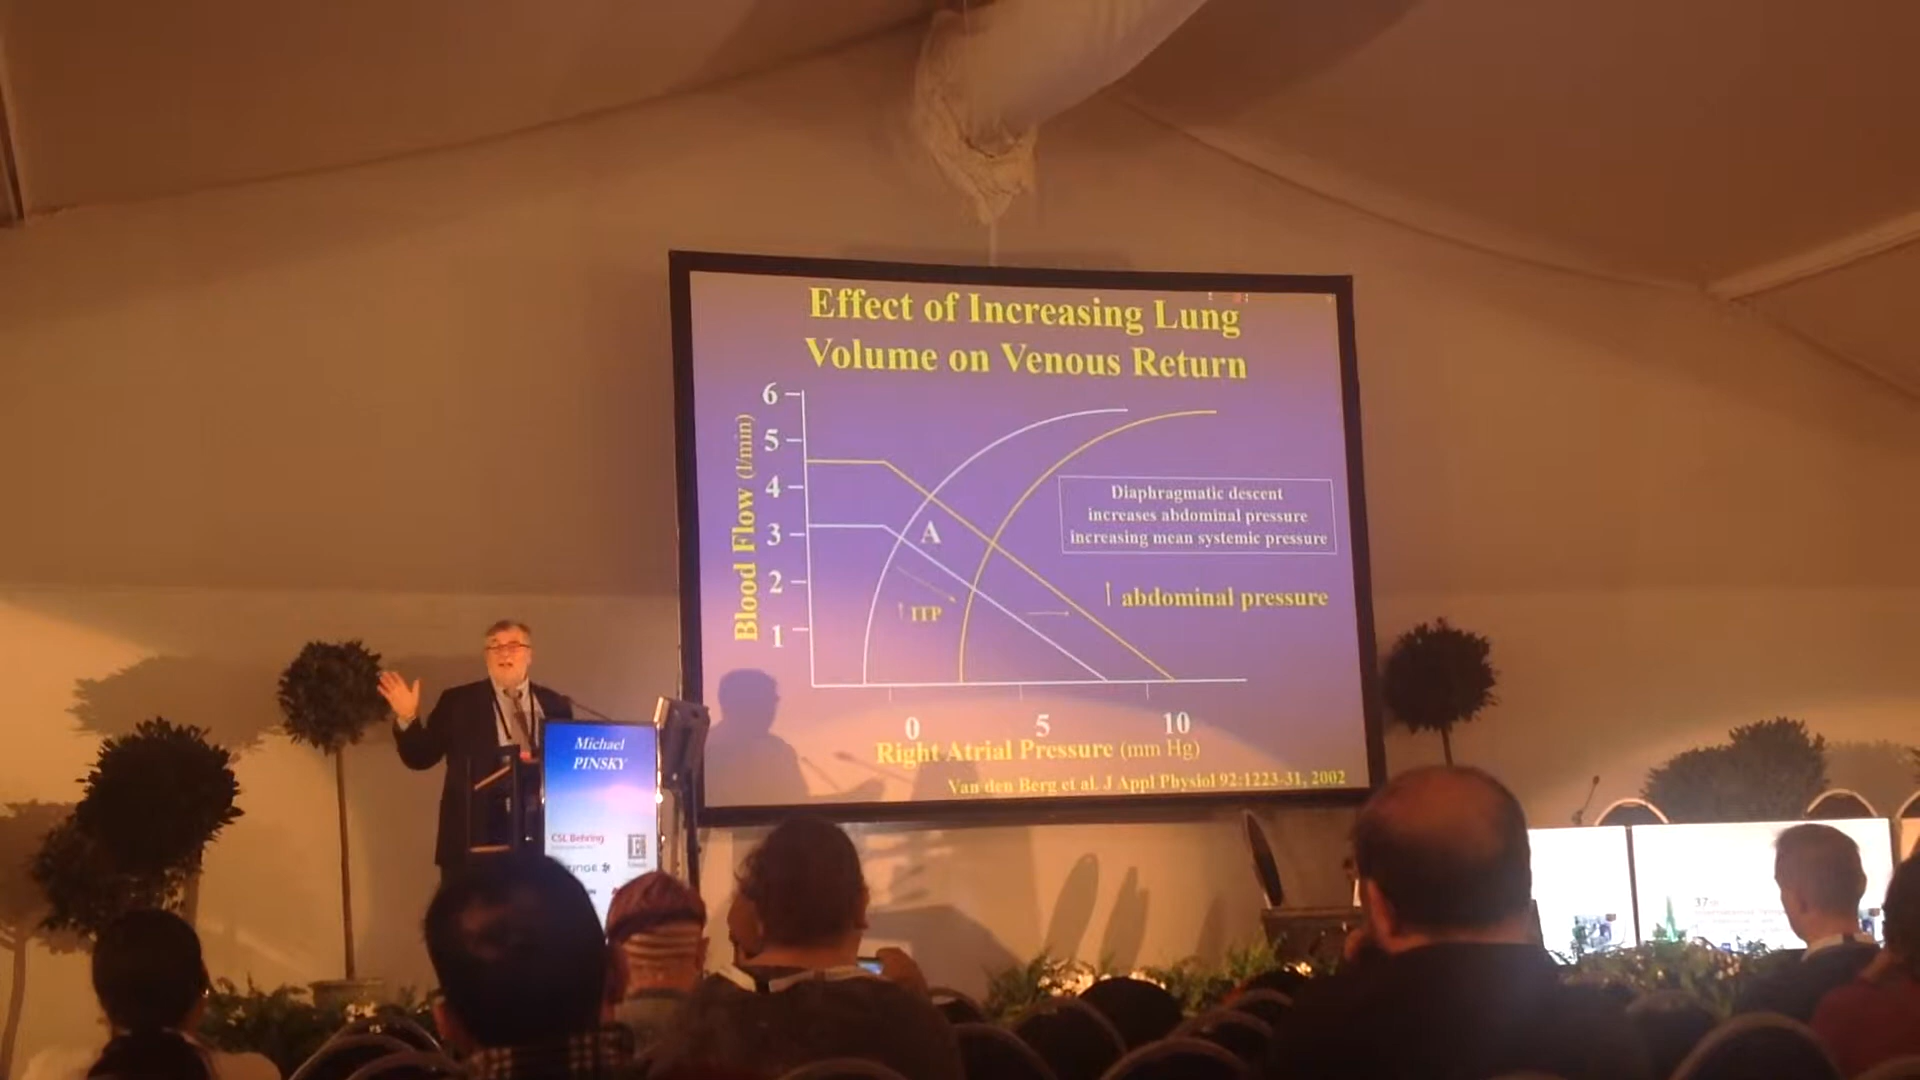 Effect of Increasing Lung
Volume on Venous Return
6
5
4
3
2
1
Blood Flow (l/min)
A
↑ ITP
Diaphragmatic descent
increases abdominal pressure
increasing mean systemic pressure
↑ abdominal pressure
0 5 10
Right Atrial Pressure (mm Hg)
Van den Berg et al. J Appl Physiol 92:1223-31, 2002
Michael
PINSKY
CSL Behring
E
37